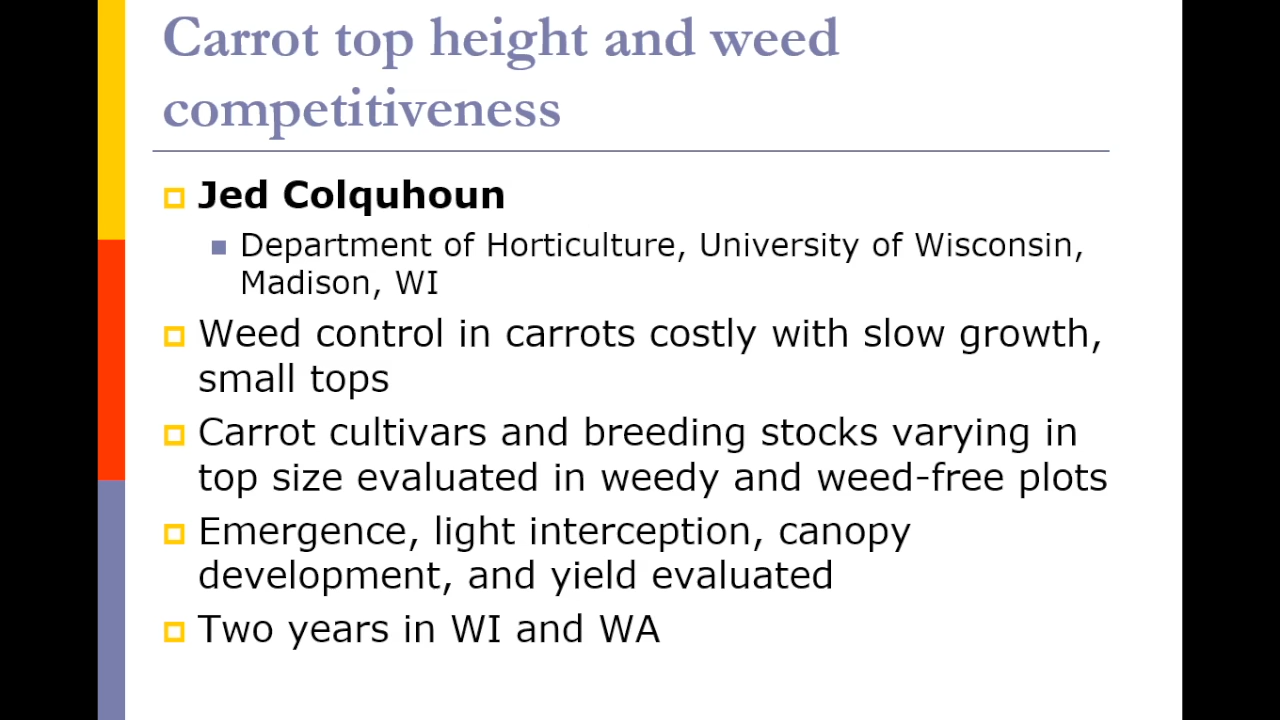 Carrot top height and weed
competitiveness
Jed Colquhoun
Department of Horticulture, University of Wisconsin,
Madison, WI
Weed control in carrots costly with slow growth,
small tops
Carrot cultivars and breeding stocks varying in
top size evaluated in weedy and weed-free plots
Emergence, light interception, canopy
development, and yield evaluated
Two years in WI and WA